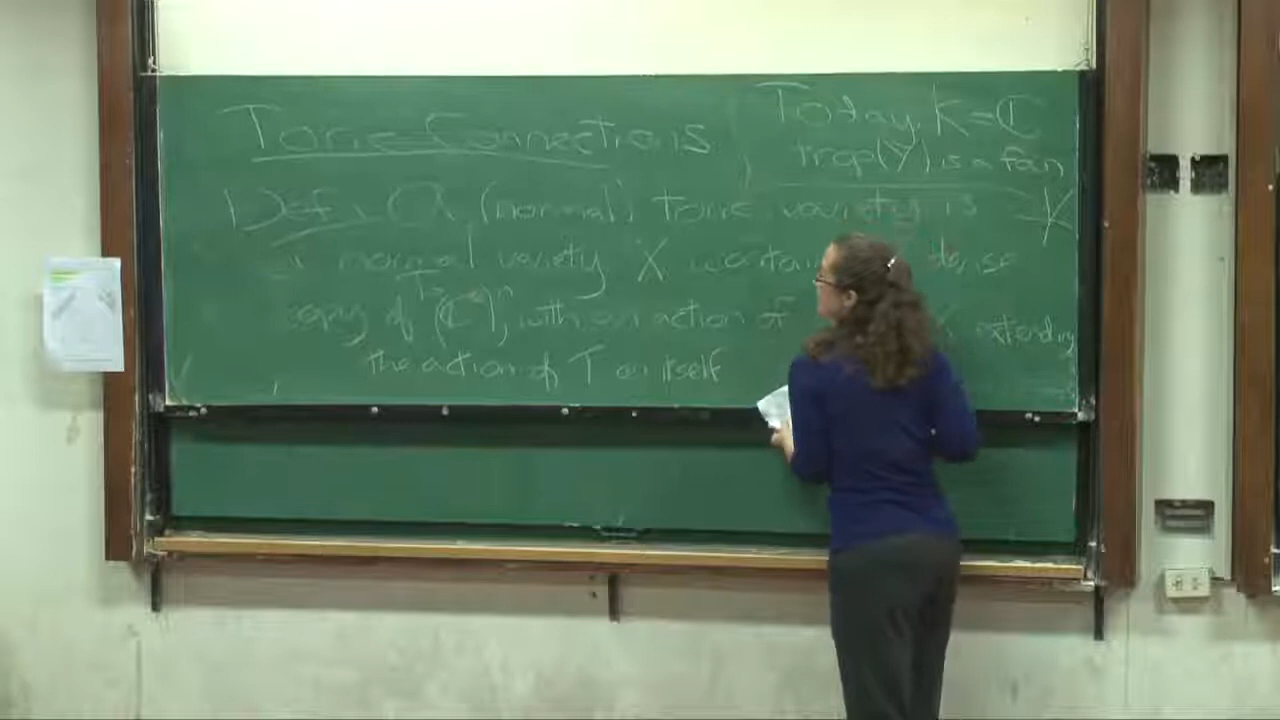 Toric Connections
Today, K=ℂ
trop(Y) is a fan
Def: A (normal) toric variety is
a normal variety X containing dense
copy of T=(ℂ*)ⁿ, with an action of X extending
the action of T on itself